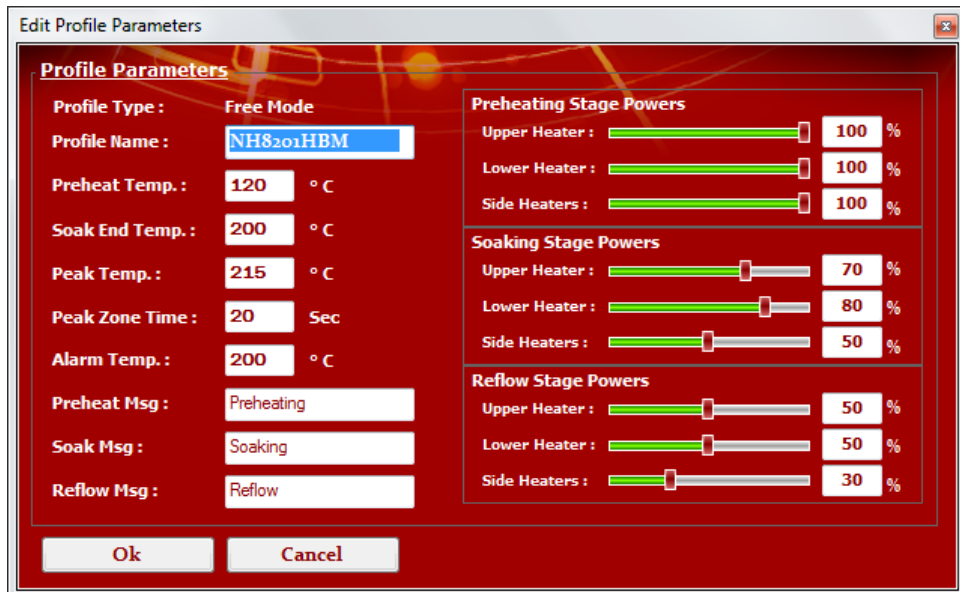 Edit Profile Parameters
x
Profile Parameters
Profile Type : Free Mode
Profile Name : NH8201HBM
Preheat Temp. : 120 ° C
Soak End Temp. : 200 ° C
Peak Temp. : 215 ° C
Peak Zone Time : 20 Sec
Alarm Temp. : 200 ° C
Preheat Msg : Preheating
Soak Msg : Soaking
Reflow Msg : Reflow
Preheating Stage Powers
Upper Heater : 100 %
Lower Heater : 100 %
Side Heaters : 100 %
Soaking Stage Powers
Upper Heater : 70 %
Lower Heater : 80 %
Side Heaters : 50 %
Reflow Stage Powers
Upper Heater : 50 %
Lower Heater : 50 %
Side Heaters : 30 %
Ok Cancel